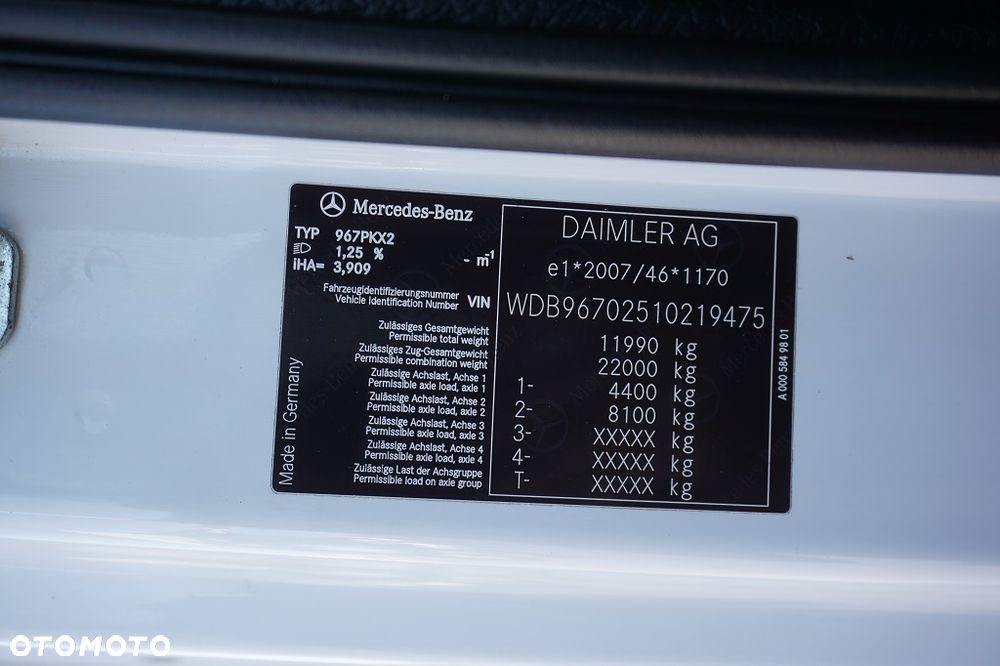 Mercedes-Benz
TYP 967PKX2
1,25 % - m-1
iHA= 3,909
Fahrzeugidentifizierungsnummer
Vehicle Identification Number VIN
Zulässiges Gesamtgewicht
Permissible total weight
Zulässiges Zug-Gesamtgewicht
Permissible combination weight
Zulässige Achslast, Achse 1
Permissible axle load, axle 1
Zulässige Achslast, Achse 2
Permissible axle load, axle 2
Zulässige Achslast, Achse 3
Permissible axle load, axle 3
Zulässige Achslast, Achse 4
Permissible axle load, axle 4
Zulässige Last der Achsgruppe
Permissible load on axle group
Made in Germany
DAIMLER AG
e1*2007/46*1170
WDB96702510219475
11990 kg
22000 kg
1- 4400 kg
2- 8100 kg
3- XXXXX kg
4- XXXXX kg
T- XXXXX kg
A 000 584 98 01
OTOMOTO